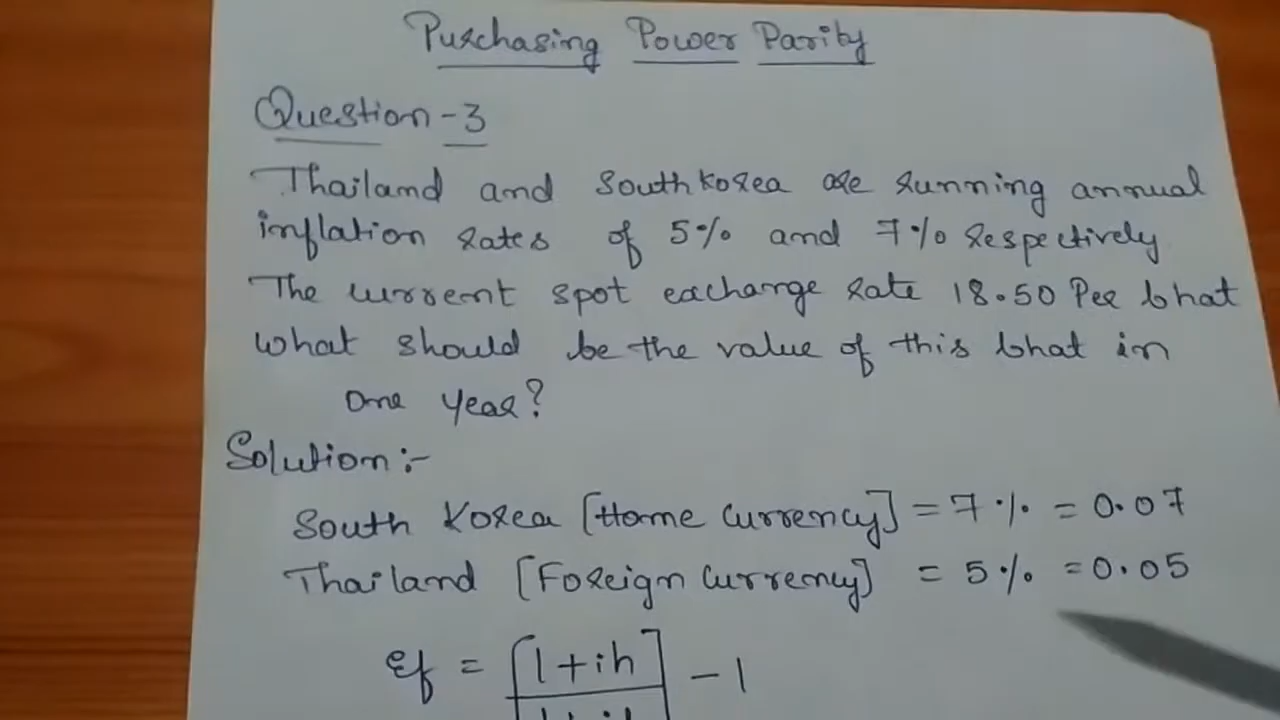 Purchasing Power Parity
Question-3
Thailand and South Korea are running annual
inflation rates of 5% and 7% respectively
The current spot exchange rate 18.50 Per bhat
what should be the value of this bhat in
one year?
Solution:-
South Korea [Home Currency] = 7% = 0.07
Thailand [Foreign Currency] = 5% = 0.05
ef = [1+ih] - 1